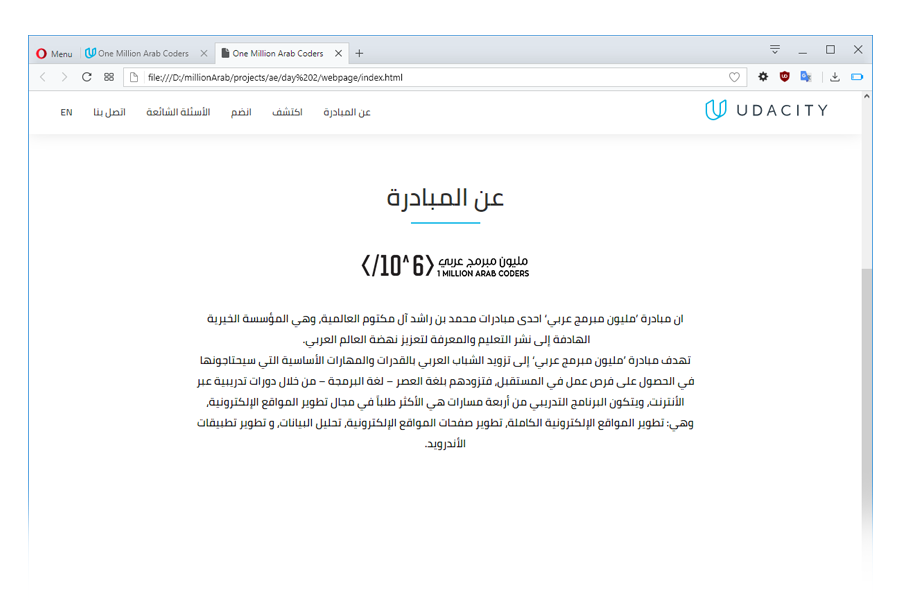 Menu
One Million Arab Coders
One Million Arab Coders
file:///D:/millionArab/projects/ae/day%202/webpage/index.html
UDACITY
عن المبادرة
اكتشف
انضم
الأسئلة الشائعة
اتصل بنا
EN
عن المبادرة
مليون مبرمج عربي
1 MILLION ARAB CODERS
</10^6>
ان مبادرة ’مليون مبرمج عربي‘ احدى مبادرات محمد بن راشد آل مكتوم العالمية, وهي المؤسسة الخيرية
الهادفة إلى نشر التعليم والمعرفة لتعزيز نهضة العالم العربي.
تهدف مبادرة ’مليون مبرمج عربي‘ إلى تزويد الشباب العربي بالقدرات والمهارات الأساسية التي سيحتاجونها
في الحصول على فرص عمل في المستقبل, فتزودهم بلغة العصر – لغة البرمجة – من خلال دورات تدريبية عبر
الأنترنت, ويتكون البرنامج التدريبي من أربعة مسارات هي الأكثر طلباً في مجال تطوير المواقع الإلكترونية,
وهي: تطوير المواقع الإلكترونية الكاملة, تطوير صفحات المواقع الإلكترونية, تحليل البيانات, و تطوير تطبيقات
الأندرويد.